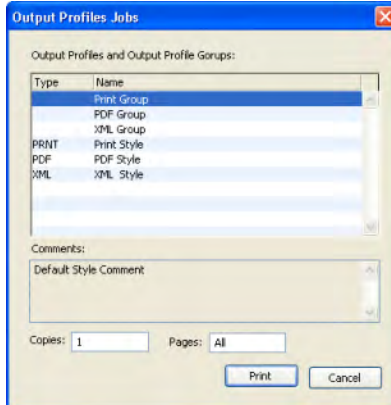 Output Profiles Jobs
Output Profiles and Output Profile Gorups:
Type Name
Print Group
PDF Group
XML Group
PRNT Print Style
PDF PDF Style
XML XML Style
Comments:
Default Style Comment
Copies: 1 Pages: All
Print Cancel